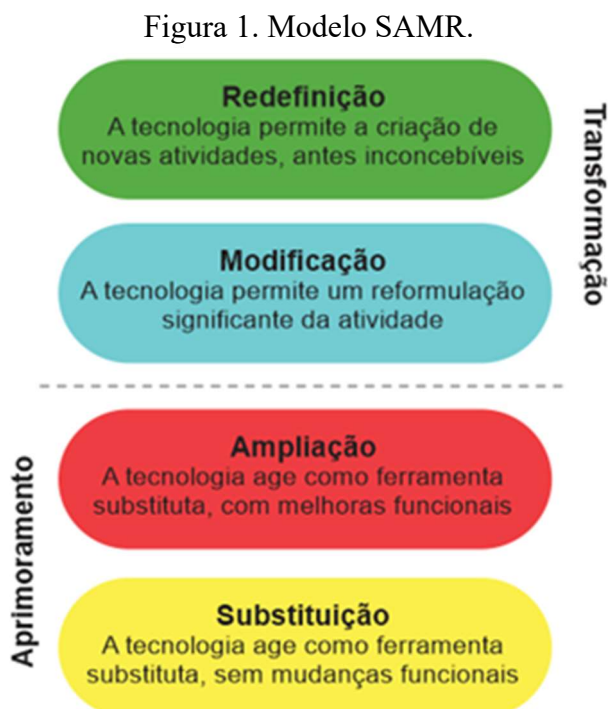 Figura 1. Modelo SAMR.
Redefinição
A tecnologia permite a criação de
novas atividades, antes inconcebíveis
Transformação
Modificação
A tecnologia permite um reformulação
significante da atividade
Ampliação
A tecnologia age como ferramenta
substituta, com melhoras funcionais
Aprimoramento
Substituição
A tecnologia age como ferramenta
substituta, sem mudanças funcionais